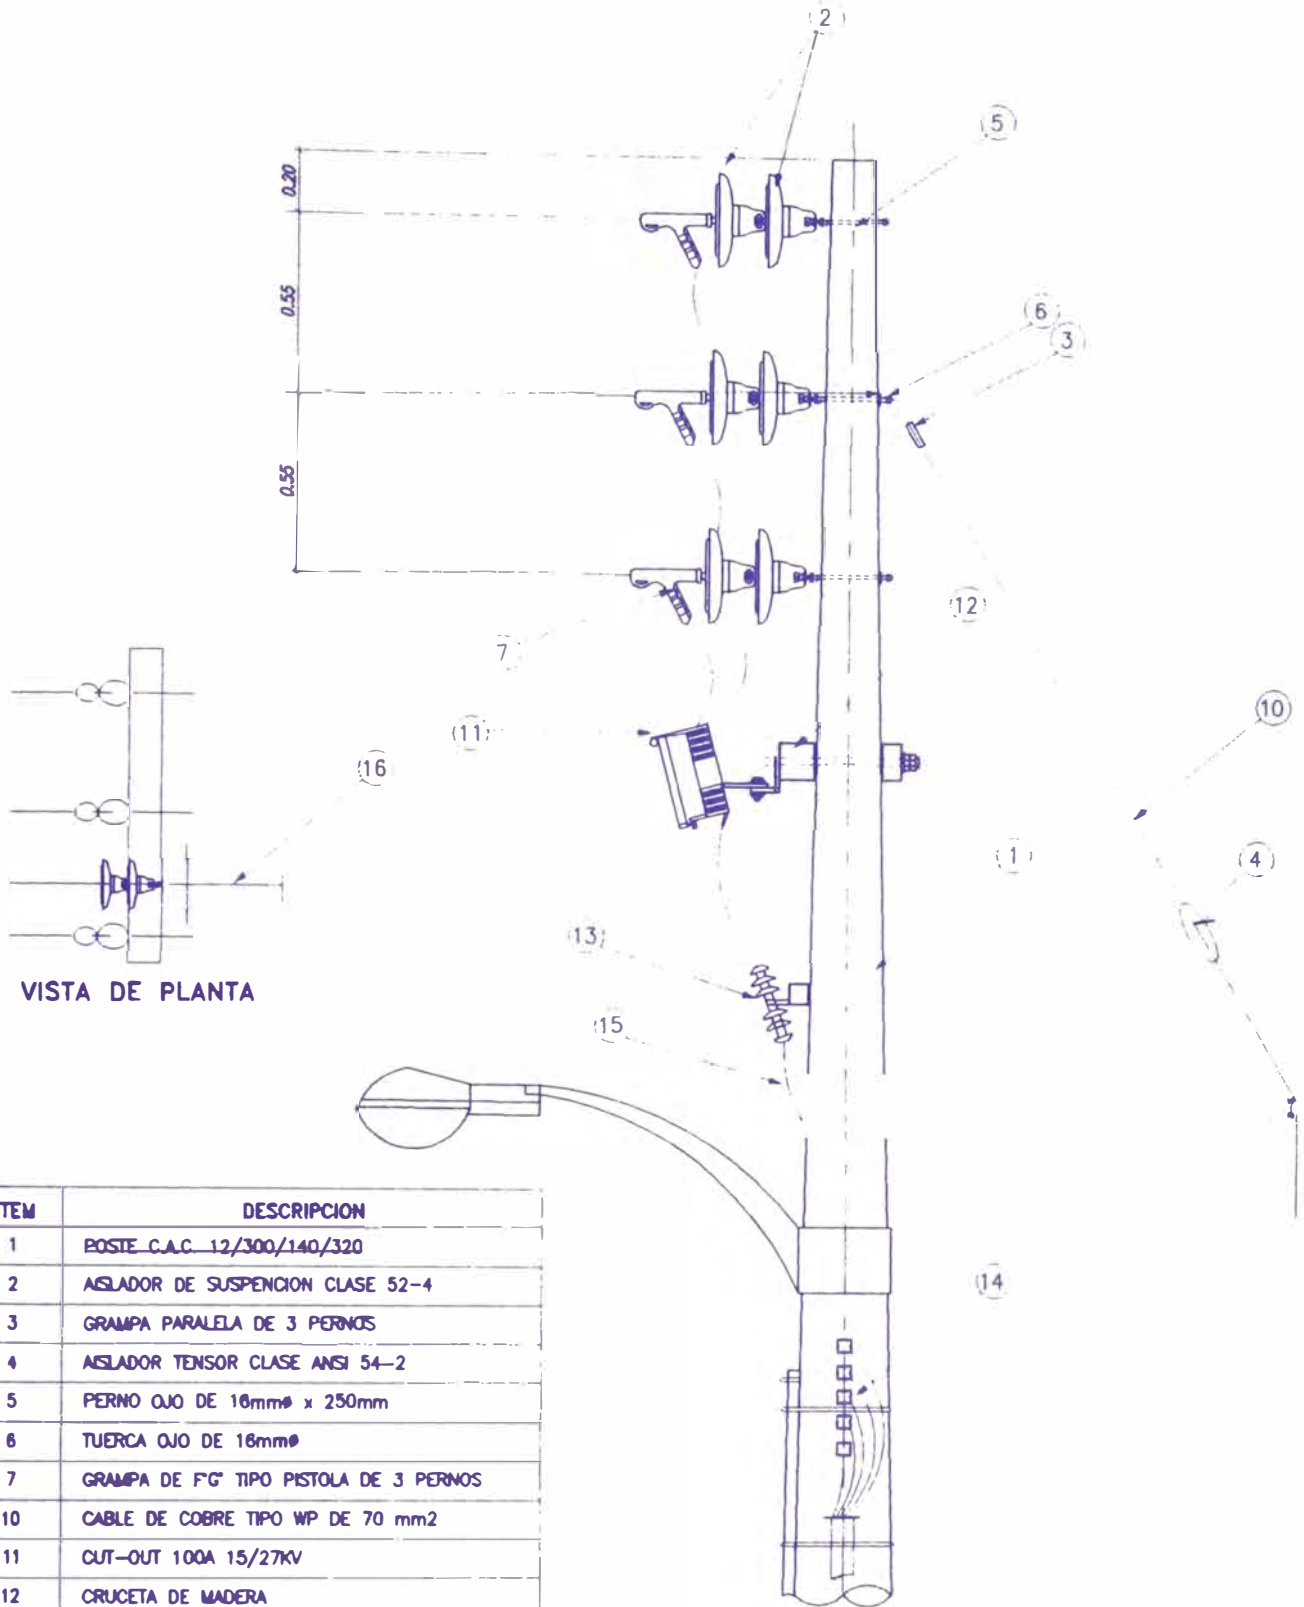 2
5
0.20
0.55
6
3
0.55
12
7
10
11
16
1
4
13
VISTA DE PLANTA
15
TEM DESCRIPCION
1 POSTE C.A.C. 12/300/140/320
2 AISLADOR DE SUSPENCION CLASE 52-4
3 GRAMPA PARALELA DE 3 PERNOS
4 AISLADOR TENSOR CLASE ANSI 54-2
5 PERNO OJO DE 16mmø x 250mm
6 TUERCA OJO DE 16mmø
7 GRAMPA DE FºGº TIPO PISTOLA DE 3 PERNOS
10 CABLE DE COBRE TIPO WP DE 70 mm2
11 CUT-OUT 100A 15/27KV
12 CRUCETA DE MADERA
14